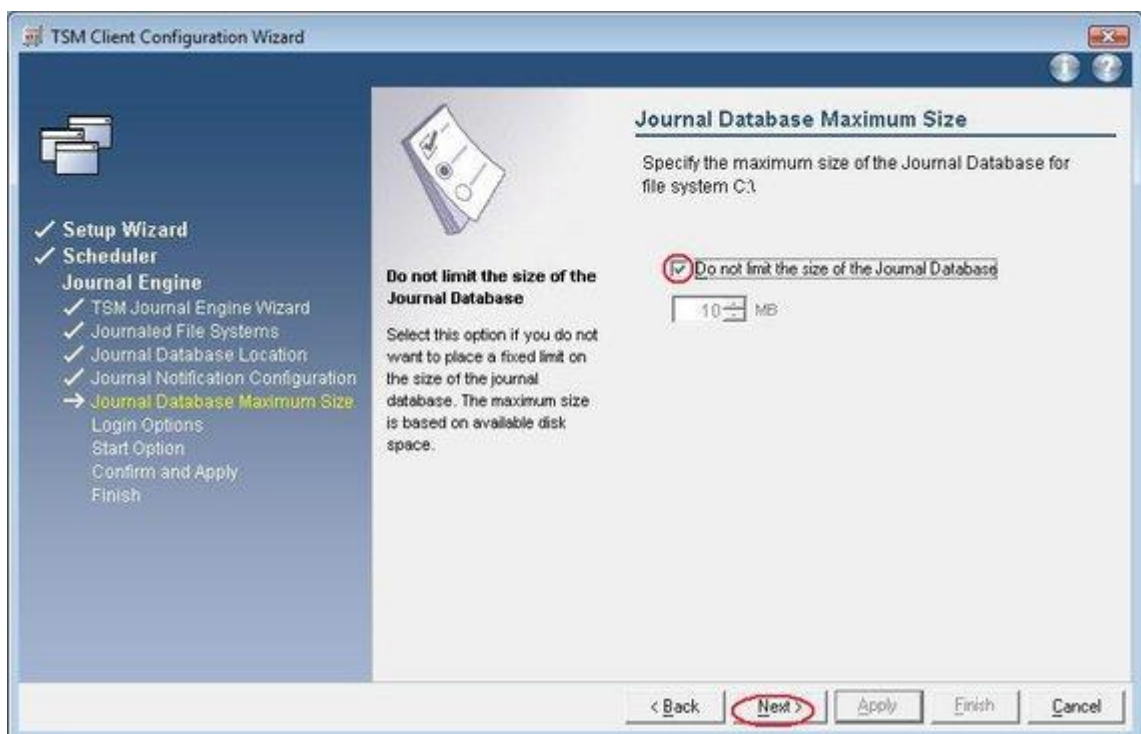 TSM Client Configuration Wizard
Setup Wizard
Scheduler
Journal Engine
TSM Journal Engine Wizard
Journaled File Systems
Journal Database Location
Journal Notification Configuration
Journal Database Maximum Size
Login Options
Start Option
Confirm and Apply
Finish
Do not limit the size of the
Journal Database
Select this option if you do not
want to place a fixed limit on
the size of the journal
database. The maximum size
is based on available disk
space.
Journal Database Maximum Size
Specify the maximum size of the Journal Database for
file system C:\
Do not limit the size of the Journal Database
10 MB
< Back Next > Apply Finish Cancel